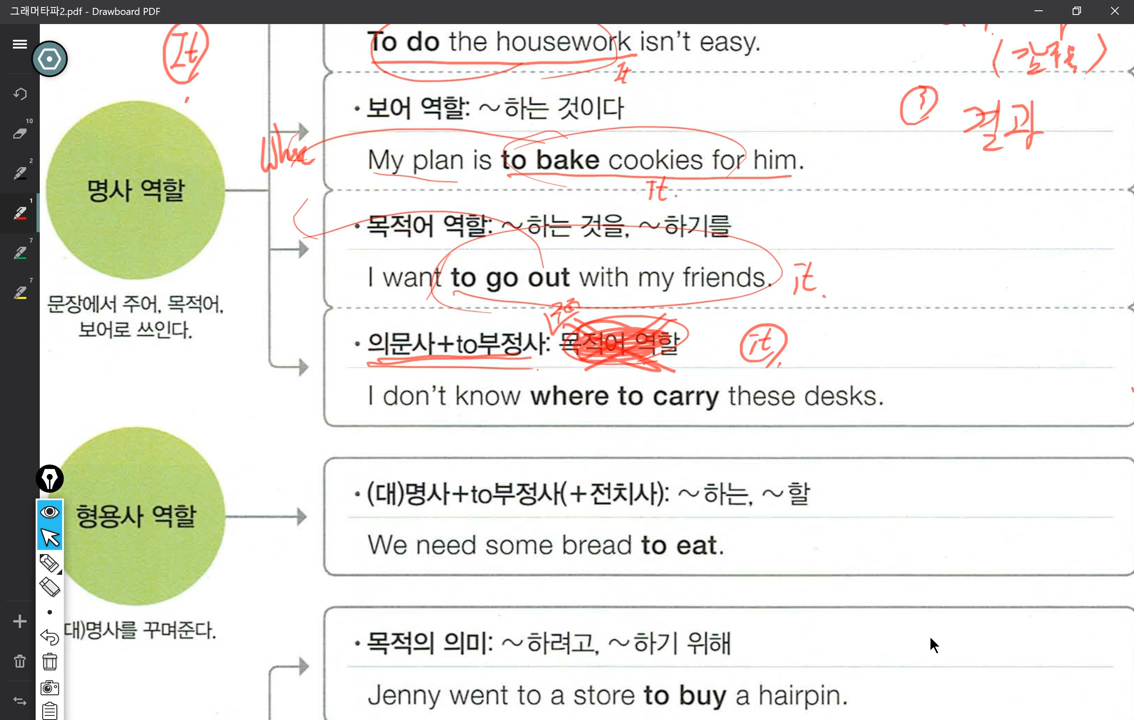 그래머타파2.pdf - Drawboard PDF
It
To do the housework isn't easy.
It
• 보어 역할: ～하는 것이다
③ 결과
My plan is to bake cookies for him.
It.
명사 역할
• 목적어 역할: ～하는 것을, ～하기를
I want to go out with my friends.
it.
문장에서 주어, 목적어,
보어로 쓰인다.
• 의문사+to부정사: 목적어 역할
it
I don't know where to carry these desks.
형용사 역할
• (대)명사+to부정사(+전치사): ～하는, ～할
We need some bread to eat.
대)명사를 꾸며준다.
• 목적의 의미: ～하려고, ～하기 위해
Jenny went to a store to buy a hairpin.
10
2
1
7
7